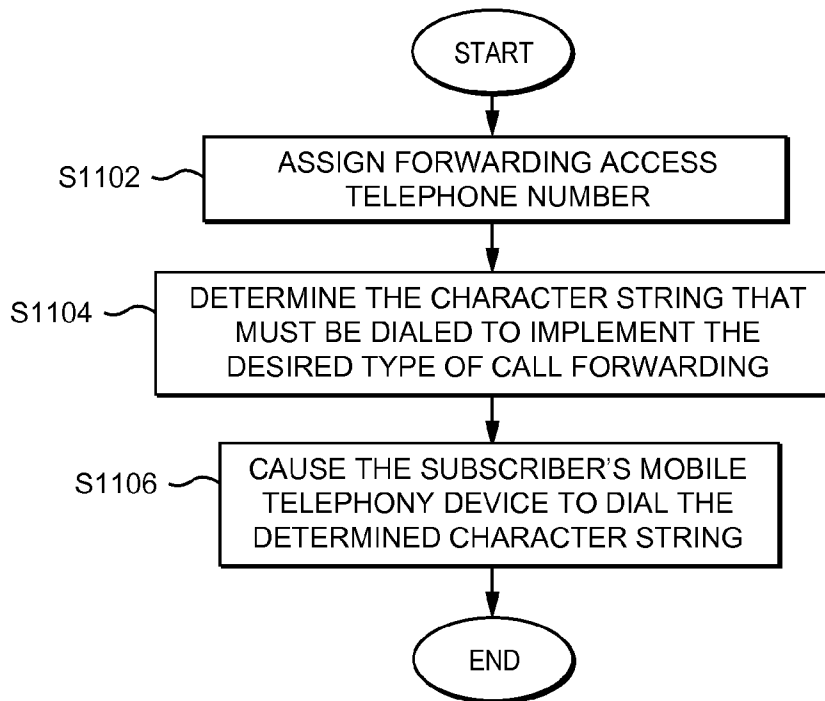 START
S1102
ASSIGN FORWARDING ACCESS
TELEPHONE NUMBER
S1104
DETERMINE THE CHARACTER STRING THAT
MUST BE DIALED TO IMPLEMENT THE
DESIRED TYPE OF CALL FORWARDING
S1106
CAUSE THE SUBSCRIBER'S MOBILE
TELEPHONY DEVICE TO DIAL THE
DETERMINED CHARACTER STRING
END